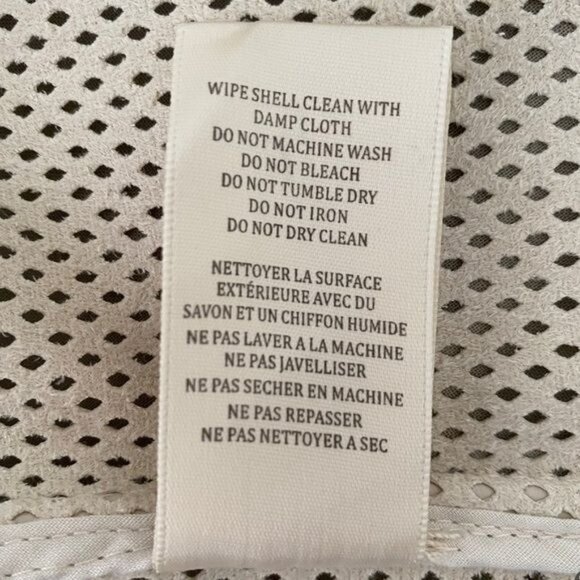 WIPE SHELL CLEAN WITH
DAMP CLOTH
DO NOT MACHINE WASH
DO NOT BLEACH
DO NOT TUMBLE DRY
DO NOT IRON
DO NOT DRY CLEAN
NETTOYER LA SURFACE
EXTÉRIEURE AVEC DU
SAVON ET UN CHIFFON HUMIDE
NE PAS LAVER A LA MACHINE
NE PAS JAVELLISER
NE PAS SECHER EN MACHINE
NE PAS REPASSER
NE PAS NETTOYER A SEC